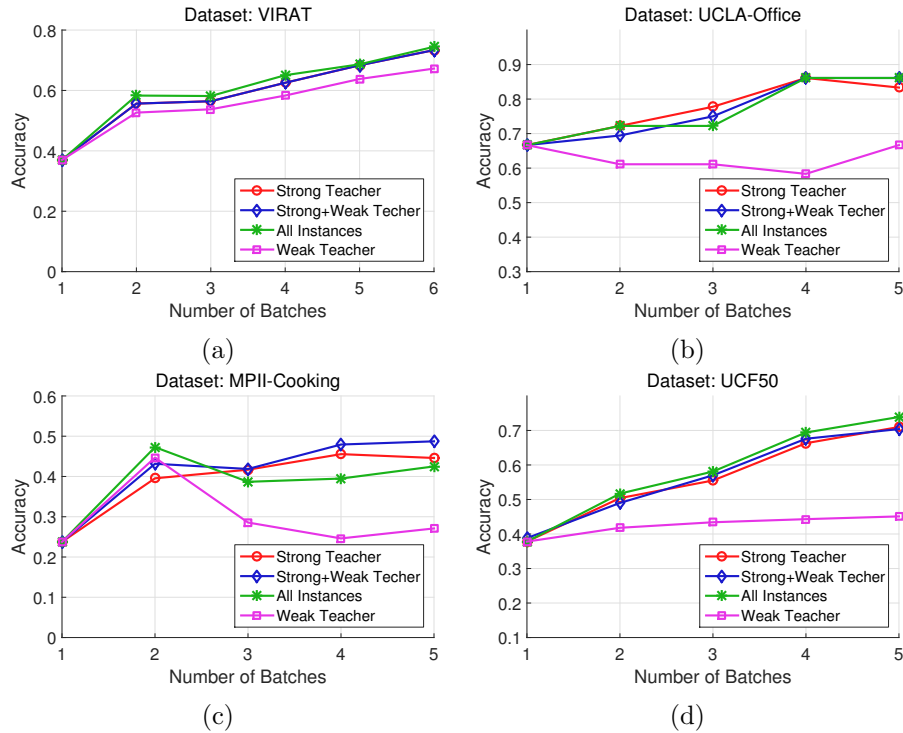 Dataset: VIRAT
Accuracy
0.8
0.6
0.4
0.2
0
1 2 3 4 5 6
Number of Batches
Strong Teacher
Strong+Weak Techer
All Instances
Weak Teacher
(a)
Dataset: UCLA-Office
Accuracy
0.9
0.8
0.7
0.6
0.5
0.4
0.3
1 2 3 4 5
Number of Batches
Strong Teacher
Strong+Weak Techer
All Instances
Weak Teacher
(b)
Dataset: MPII-Cooking
Accuracy
0.6
0.5
0.4
0.3
0.2
0.1
0
1 2 3 4 5
Number of Batches
Strong Teacher
Strong+Weak Techer
All Instances
Weak Teacher
(c)
Dataset: UCF50
Accuracy
0.7
0.6
0.5
0.4
0.3
0.2
0.1
1 2 3 4 5
Number of Batches
Strong Teacher
Strong+Weak Techer
All Instances
Weak Teacher
(d)